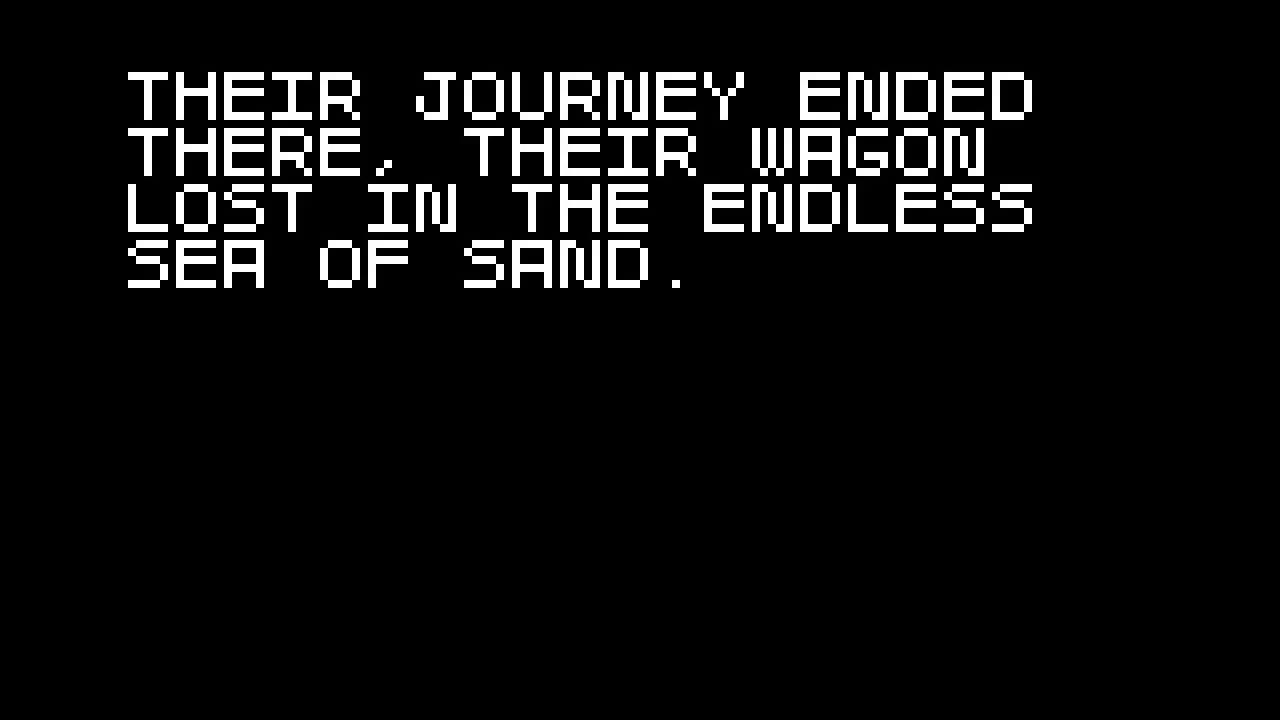 THEIR JOURNEY ENDED
THERE, THEIR WAGON
LOST IN THE ENDLESS
SEA OF SAND.